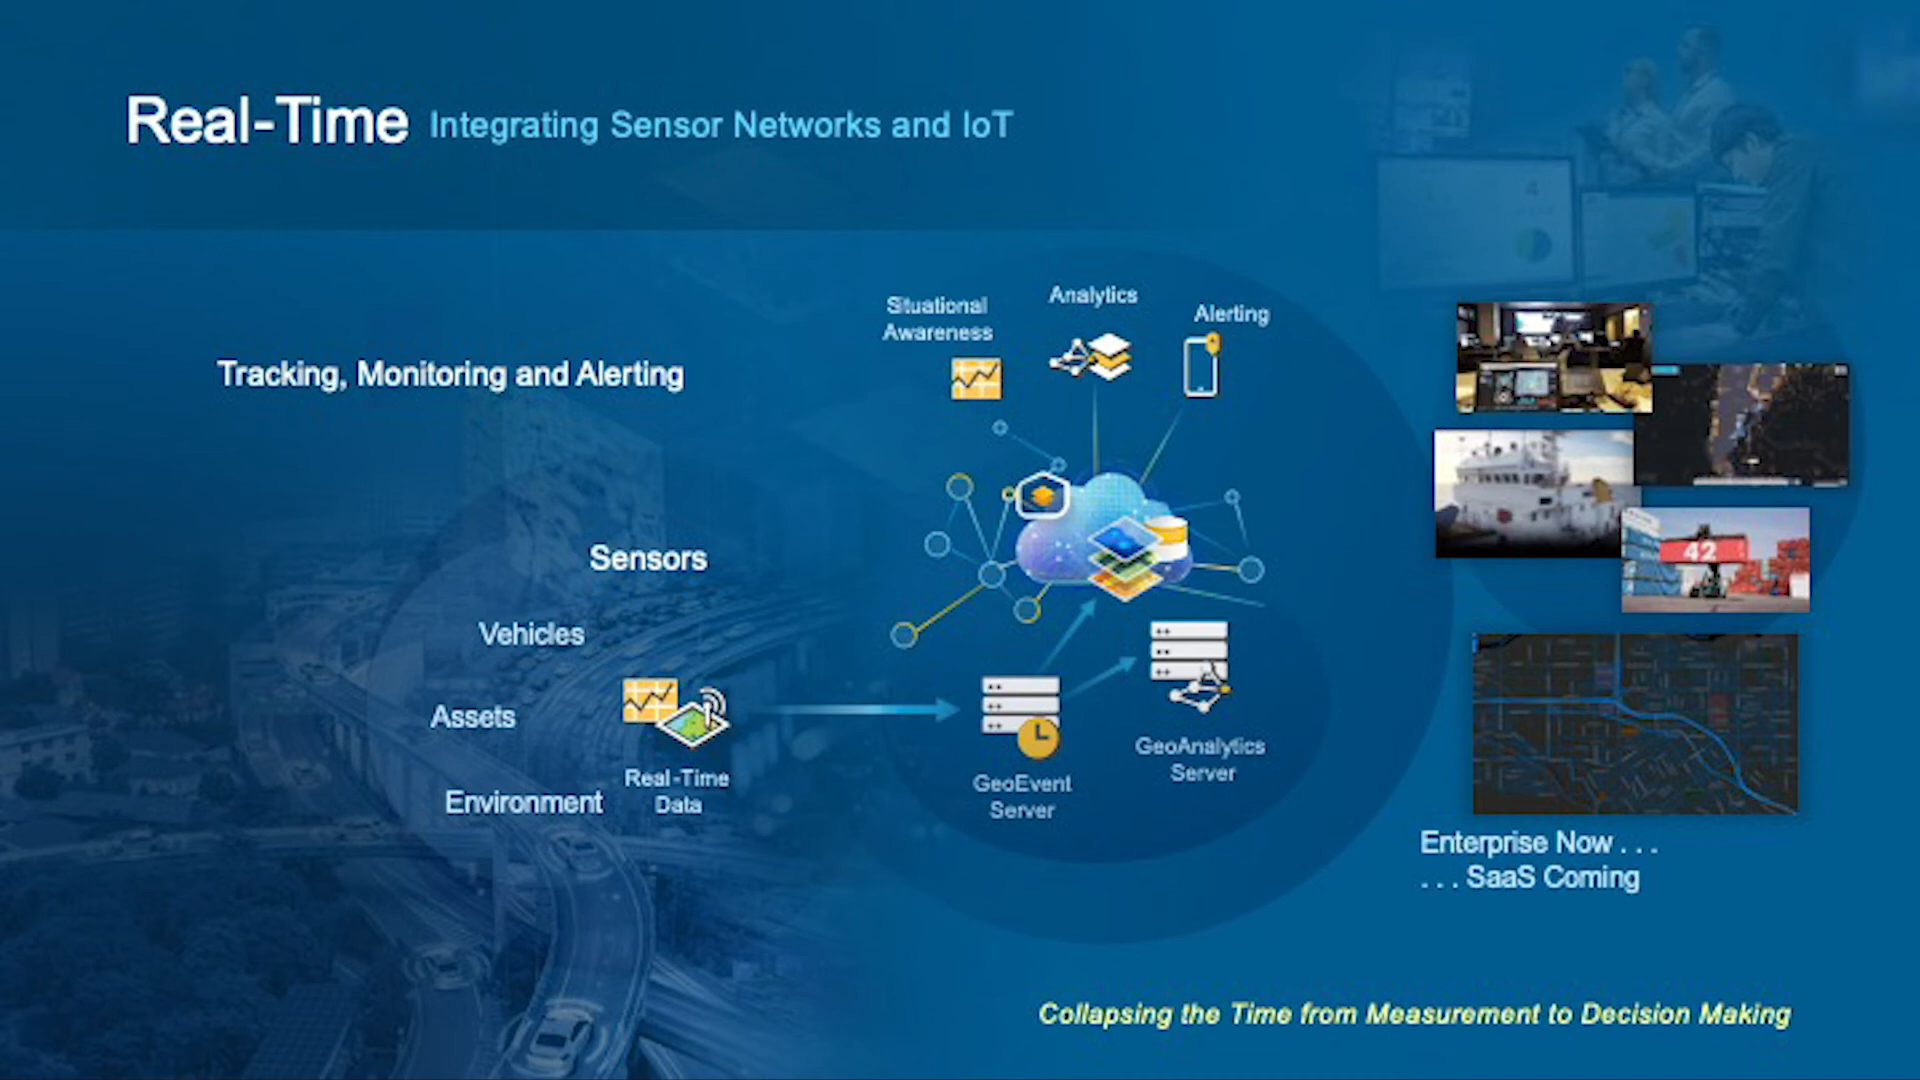 Real-Time Integrating Sensor Networks and IoT
Tracking, Monitoring and Alerting
Sensors
Vehicles
Assets
Environment
Real-Time
Data
Situational
Awareness
Analytics
Alerting
GeoEvent
Server
GeoAnalytics
Server
42
Enterprise Now . . .
. . . SaaS Coming
Collapsing the Time from Measurement to Decision Making